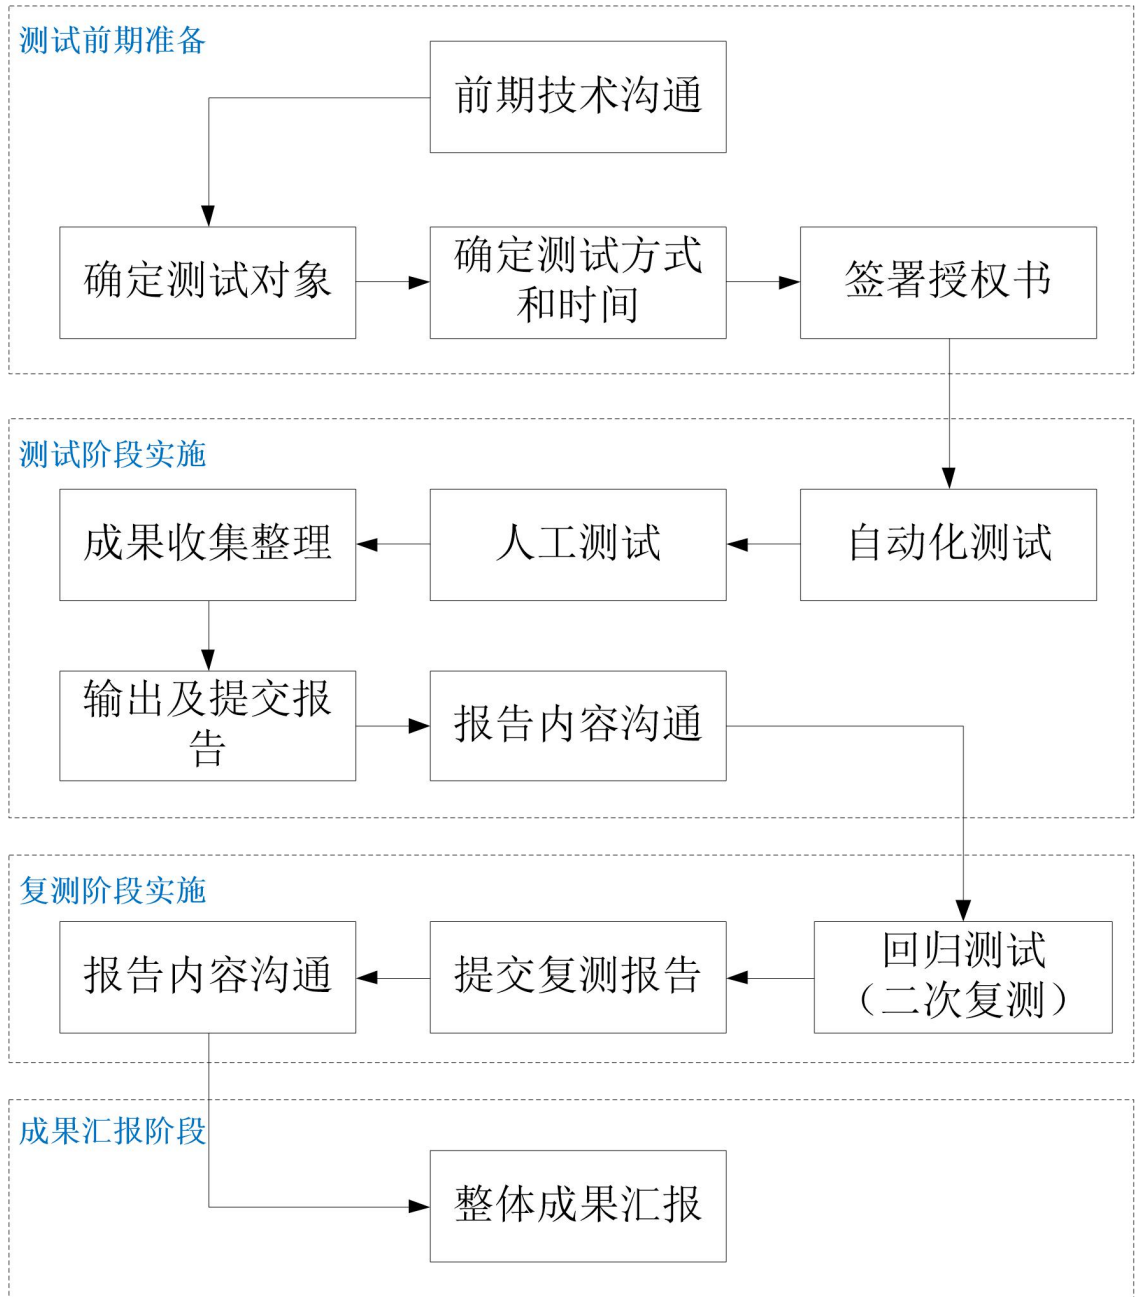 测试前期准备
前期技术沟通
确定测试对象
确定测试方式
和时间
签署授权书
测试阶段实施
成果收集整理
人工测试
自动化测试
输出及提交报
告
报告内容沟通
复测阶段实施
报告内容沟通
提交复测报告
回归测试
（二次复测）
成果汇报阶段
整体成果汇报